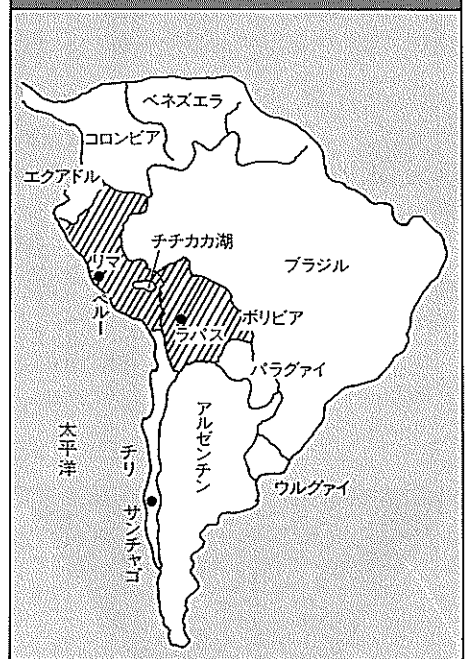 ベネズエラ
コロンビア
エクアドル
チチカカ湖
ブラジル
リマ
ペルー
ボリビア
ラパス
パラグァイ
アルゼンチン
太平洋
チリ
ウルグァイ
サンチャゴ